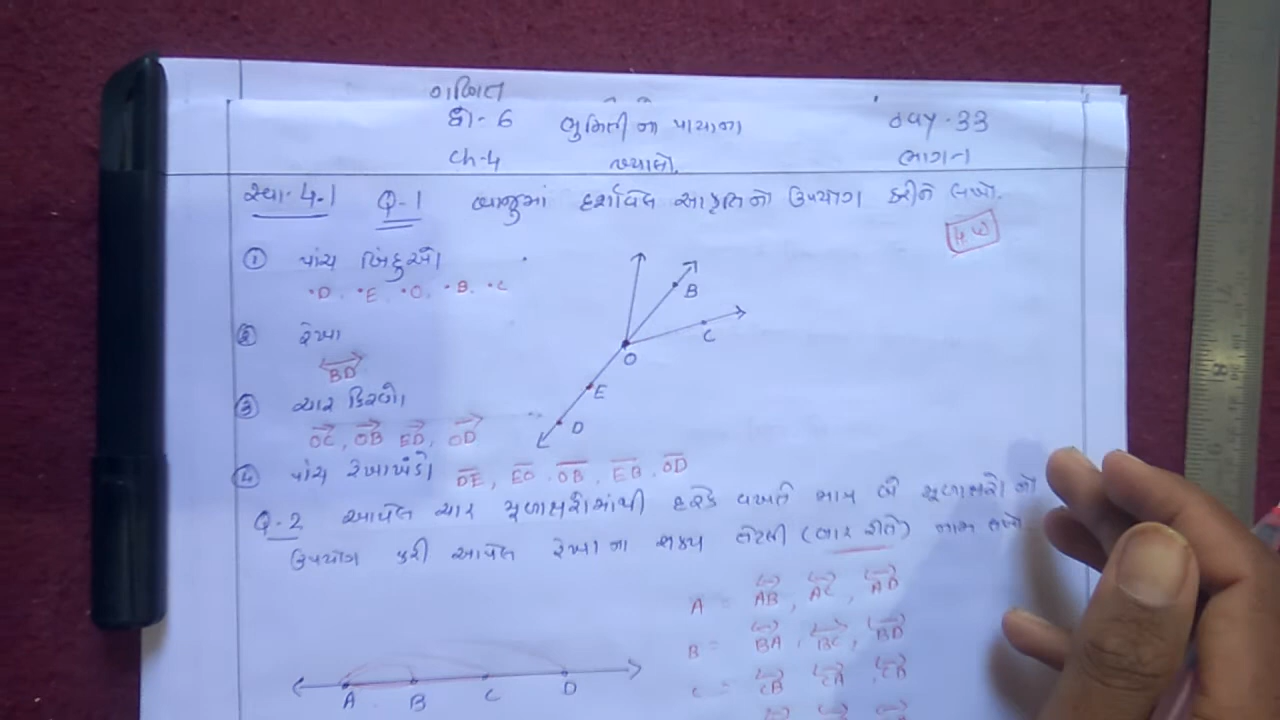 ગણિત
ધો-6 ભુમિતીના પાયાના Day-33
Ch-4 ખ્યાલો. ભાગ-1
સ્વા-4.1 Q-1 બાજુમાં દર્શાવેલ આકૃતિનો ઉપયોગ કરીને લખો.
H.W
① પાંચ બિંદુઓ
•D, •E, •O, •B, •C
② રેખા
BD
③ ચાર કિરણો
OC, OB, ED, OD
④ પાંચ રેખાખંડો DE, EO, OB, EB, OD
B
C
O
E
D
Q-2 આપેલ ચાર મૂળાક્ષરોમાંથી દરેક વખતે માત્ર બે મૂળાક્ષરોનો
ઉપયોગ કરી આપેલ રેખાના શક્ય તેટલી (બાર રીતે) નામ લખો
A = AB, AC, AD
B = BA, BC, BD
C = CB, CA, CD
A B C D